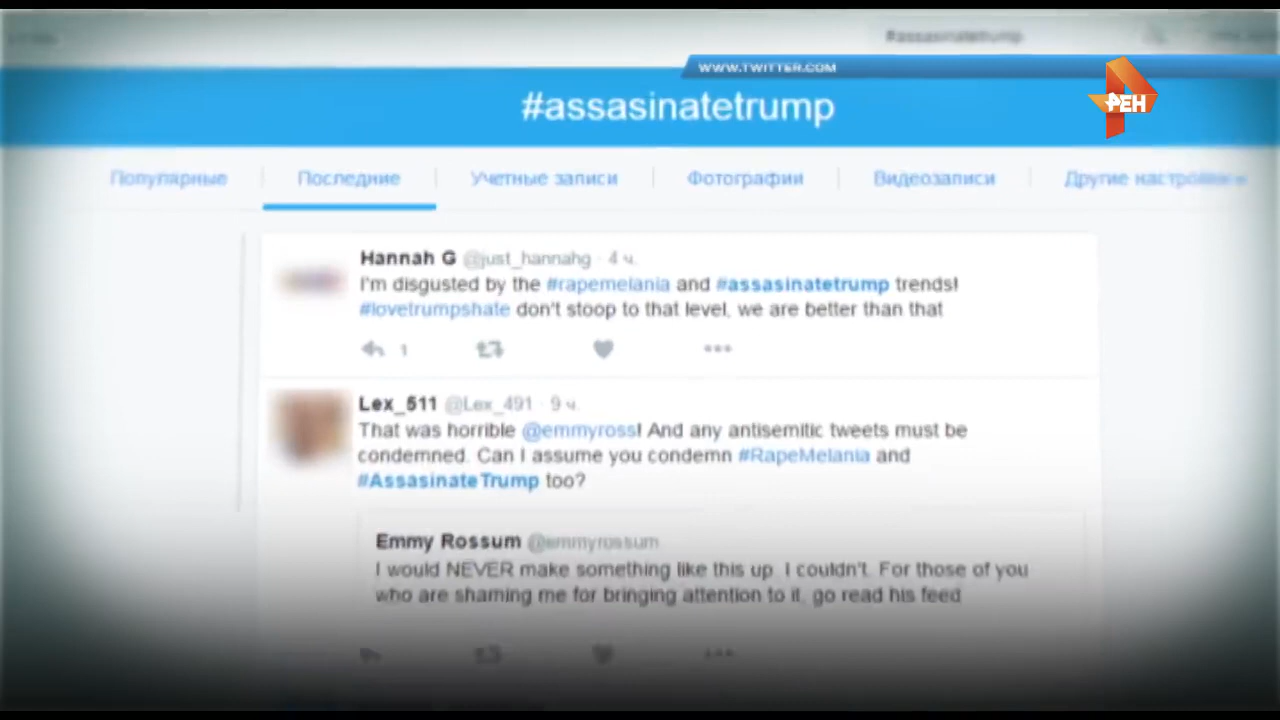 #assasinatetrump
WWW.TWITTER.COM
#assasinatetrump
РЕН
Популярные
Последние
Учетные записи
Фотографии
Видеозаписи
Другие настройки
Hannah G @just_hannahg · 4 ч.
I'm disgusted by the #rapemelania and #assasinatetrump trends!
#lovetrumpshate don't stoop to that level, we are better than that
1
Lex_511 @Lex_491 · 9 ч.
That was horrible @emmyross! And any antisemitic tweets must be
condemned. Can I assume you condemn #RapeMelania and
#AssasinateTrump too?
Emmy Rossum @emmyrossum
I would NEVER make something like this up. I couldn't. For those of you
who are shaming me for bringing attention to it, go read his feed